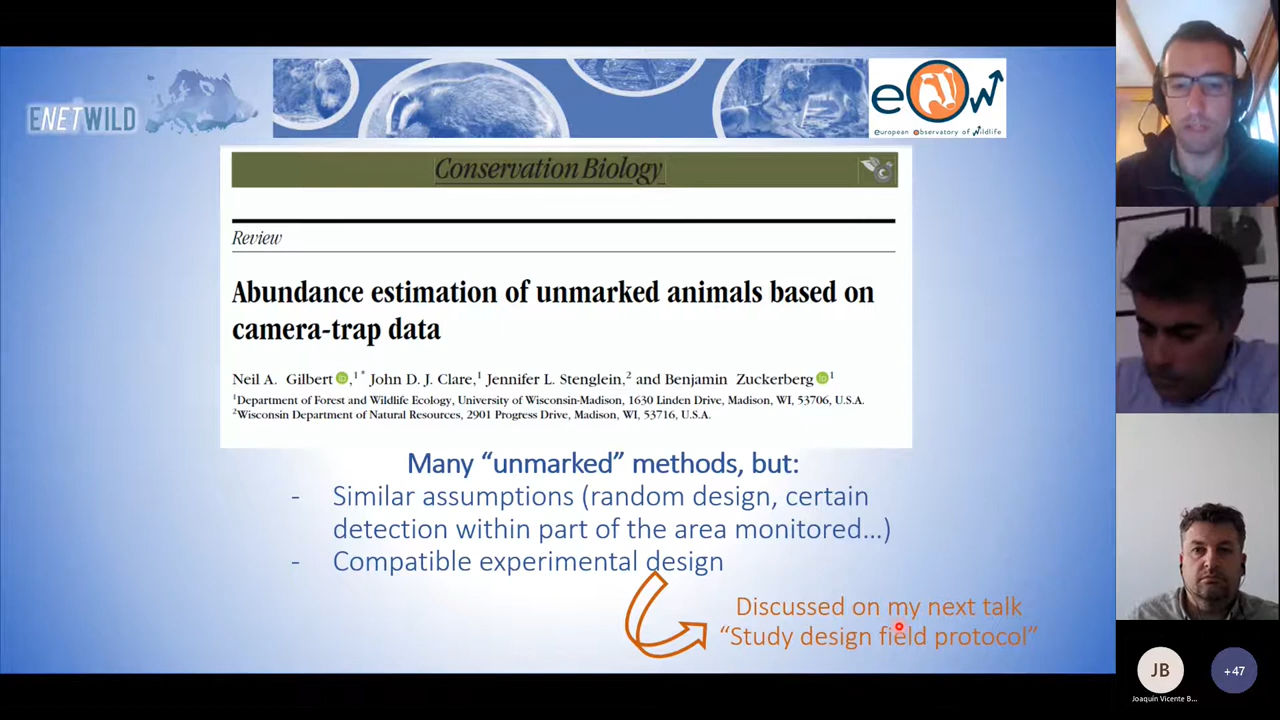 ENETWILD
eOw
european observatory of wildlife
Conservation Biology
Review
Abundance estimation of unmarked animals based on
camera-trap data
Neil A. Gilbert ,¹* John D. J. Clare,¹ Jennifer L. Stenglein,² and Benjamin Zuckerberg ¹
¹Department of Forest and Wildlife Ecology, University of Wisconsin-Madison, 1630 Linden Drive, Madison, WI, 53706, U.S.A.
²Wisconsin Department of Natural Resources, 2901 Progress Drive, Madison, WI, 53716, U.S.A.
Many “unmarked” methods, but:
- Similar assumptions (random design, certain
detection within part of the area monitored…)
- Compatible experimental design
Discussed on my next talk
“Study design field protocol”
JB
Joaquín Vicente B...
+47